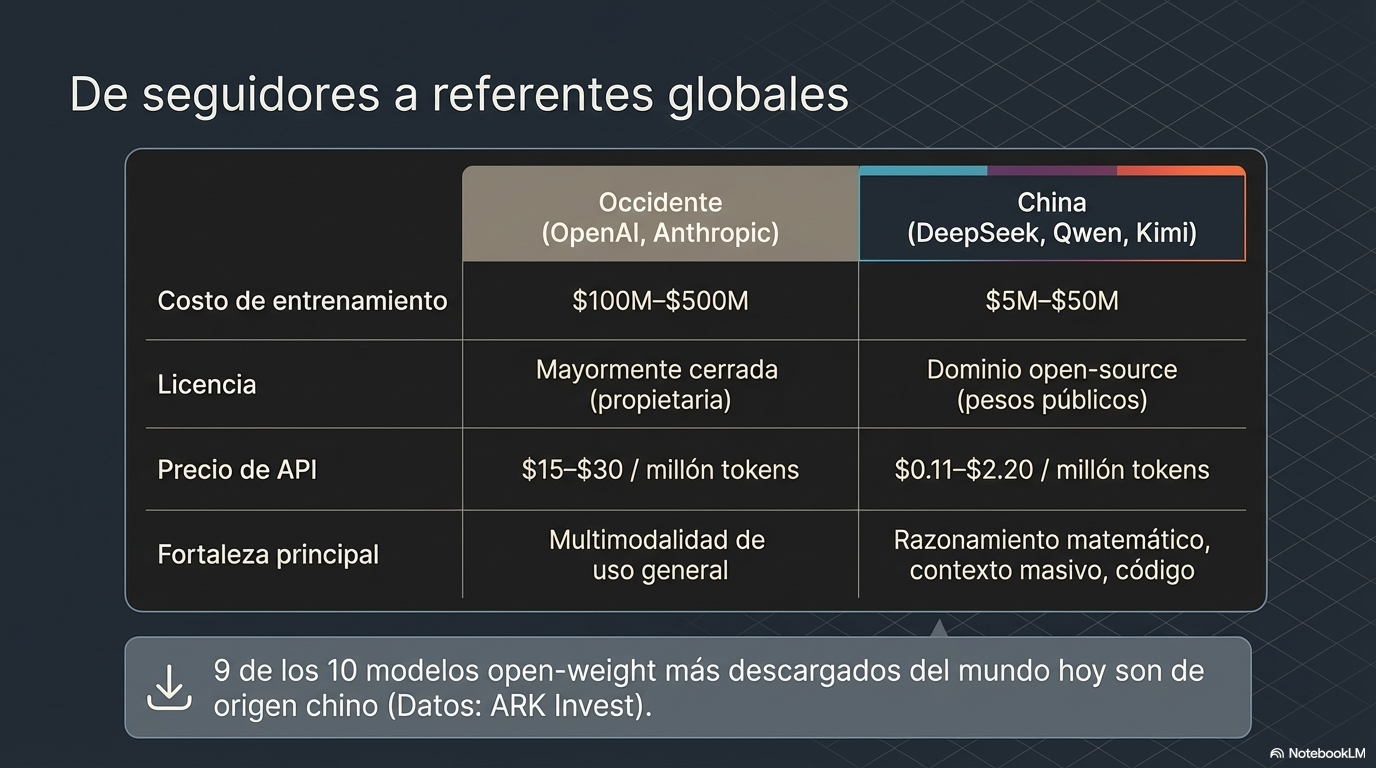 De seguidores a referentes globales
Occidente
(OpenAI, Anthropic)
China
(DeepSeek, Qwen, Kimi)
Costo de entrenamiento
$100M–$500M
$5M–$50M
Licencia
Mayormente cerrada
(propietaria)
Dominio open-source
(pesos públicos)
Precio de API
$15–$30 / millón tokens
$0.11–$2.20 / millón tokens
Fortaleza principal
Multimodalidad de
uso general
Razonamiento matemático,
contexto masivo, código
9 de los 10 modelos open-weight más descargados del mundo hoy son de
origen chino (Datos: ARK Invest).
NotebookLM